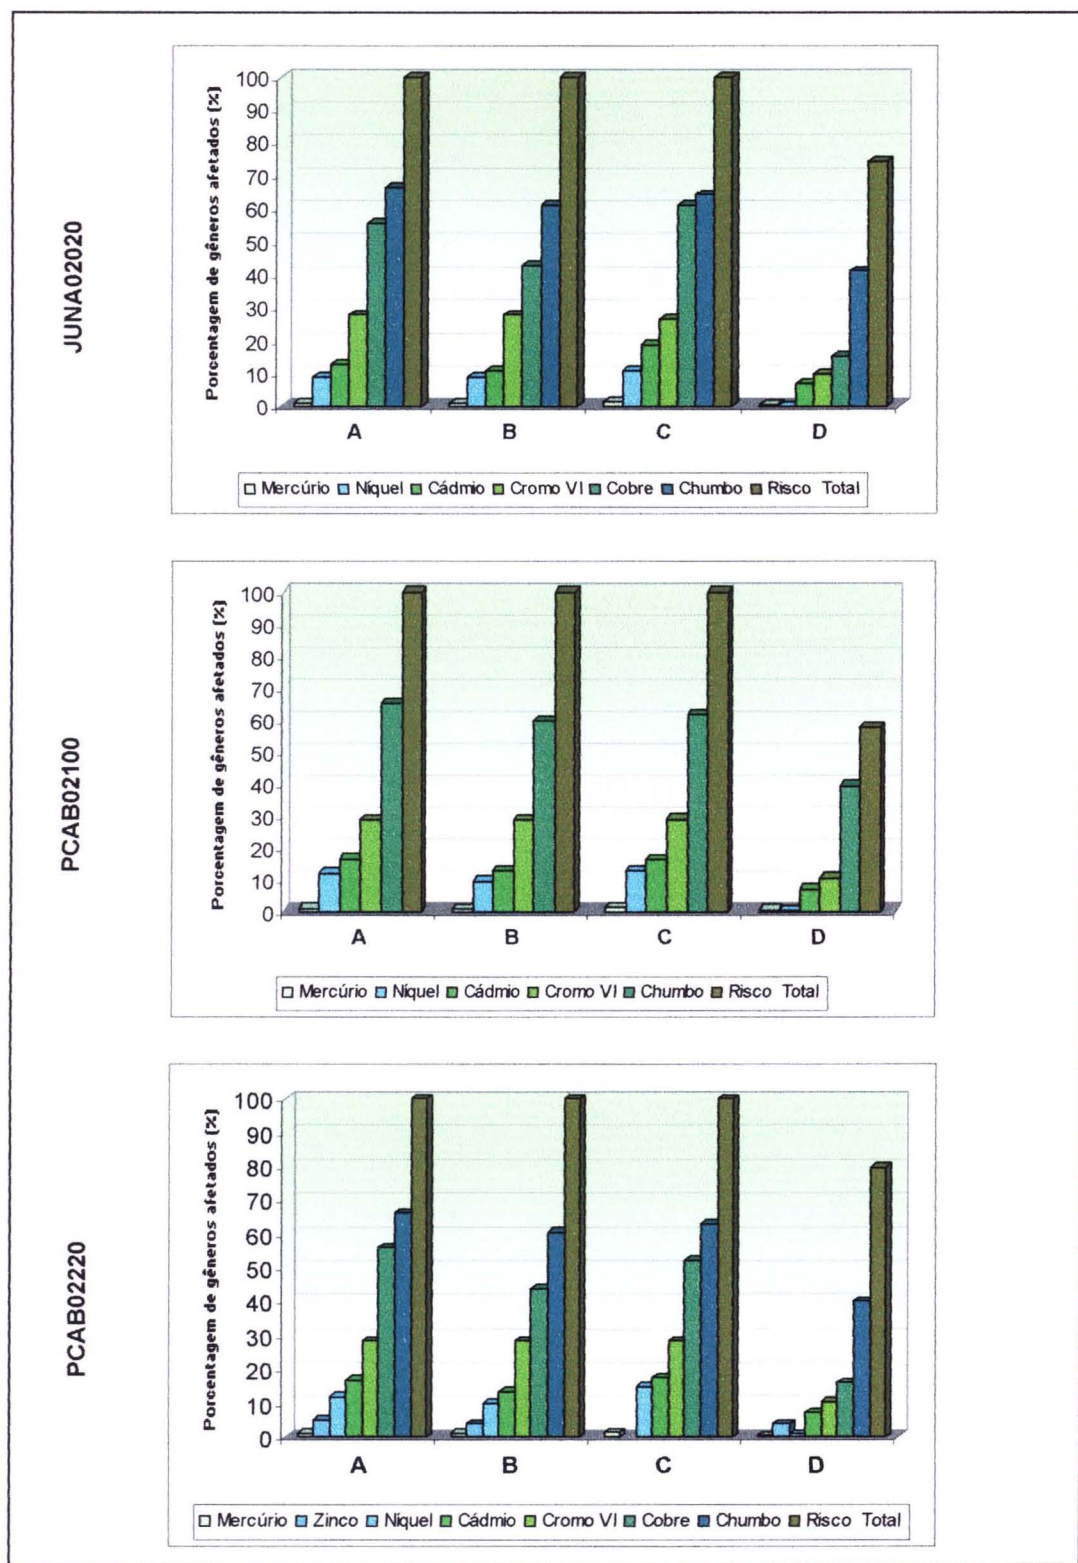 JUNA02020
Porcentagem de gêneros afetados (%)
100
90
80
70
60
50
40
30
20
10
0
A B C D
Mercúrio Níquel Cádmio Cromo VI Cobre Chumbo Risco Total
PCAB02100
Porcentagem de gêneros afetados (%)
100
90
80
70
60
50
40
30
20
10
0
A B C D
Mercúrio Níquel Cádmio Cromo VI Chumbo Risco Total
PCAB02220
Porcentagem de gêneros afetados (%)
100
90
80
70
60
50
40
30
20
10
0
A B C D
Mercúrio Zinco Níquel Cádmio Cromo VI Cobre Chumbo Risco Total